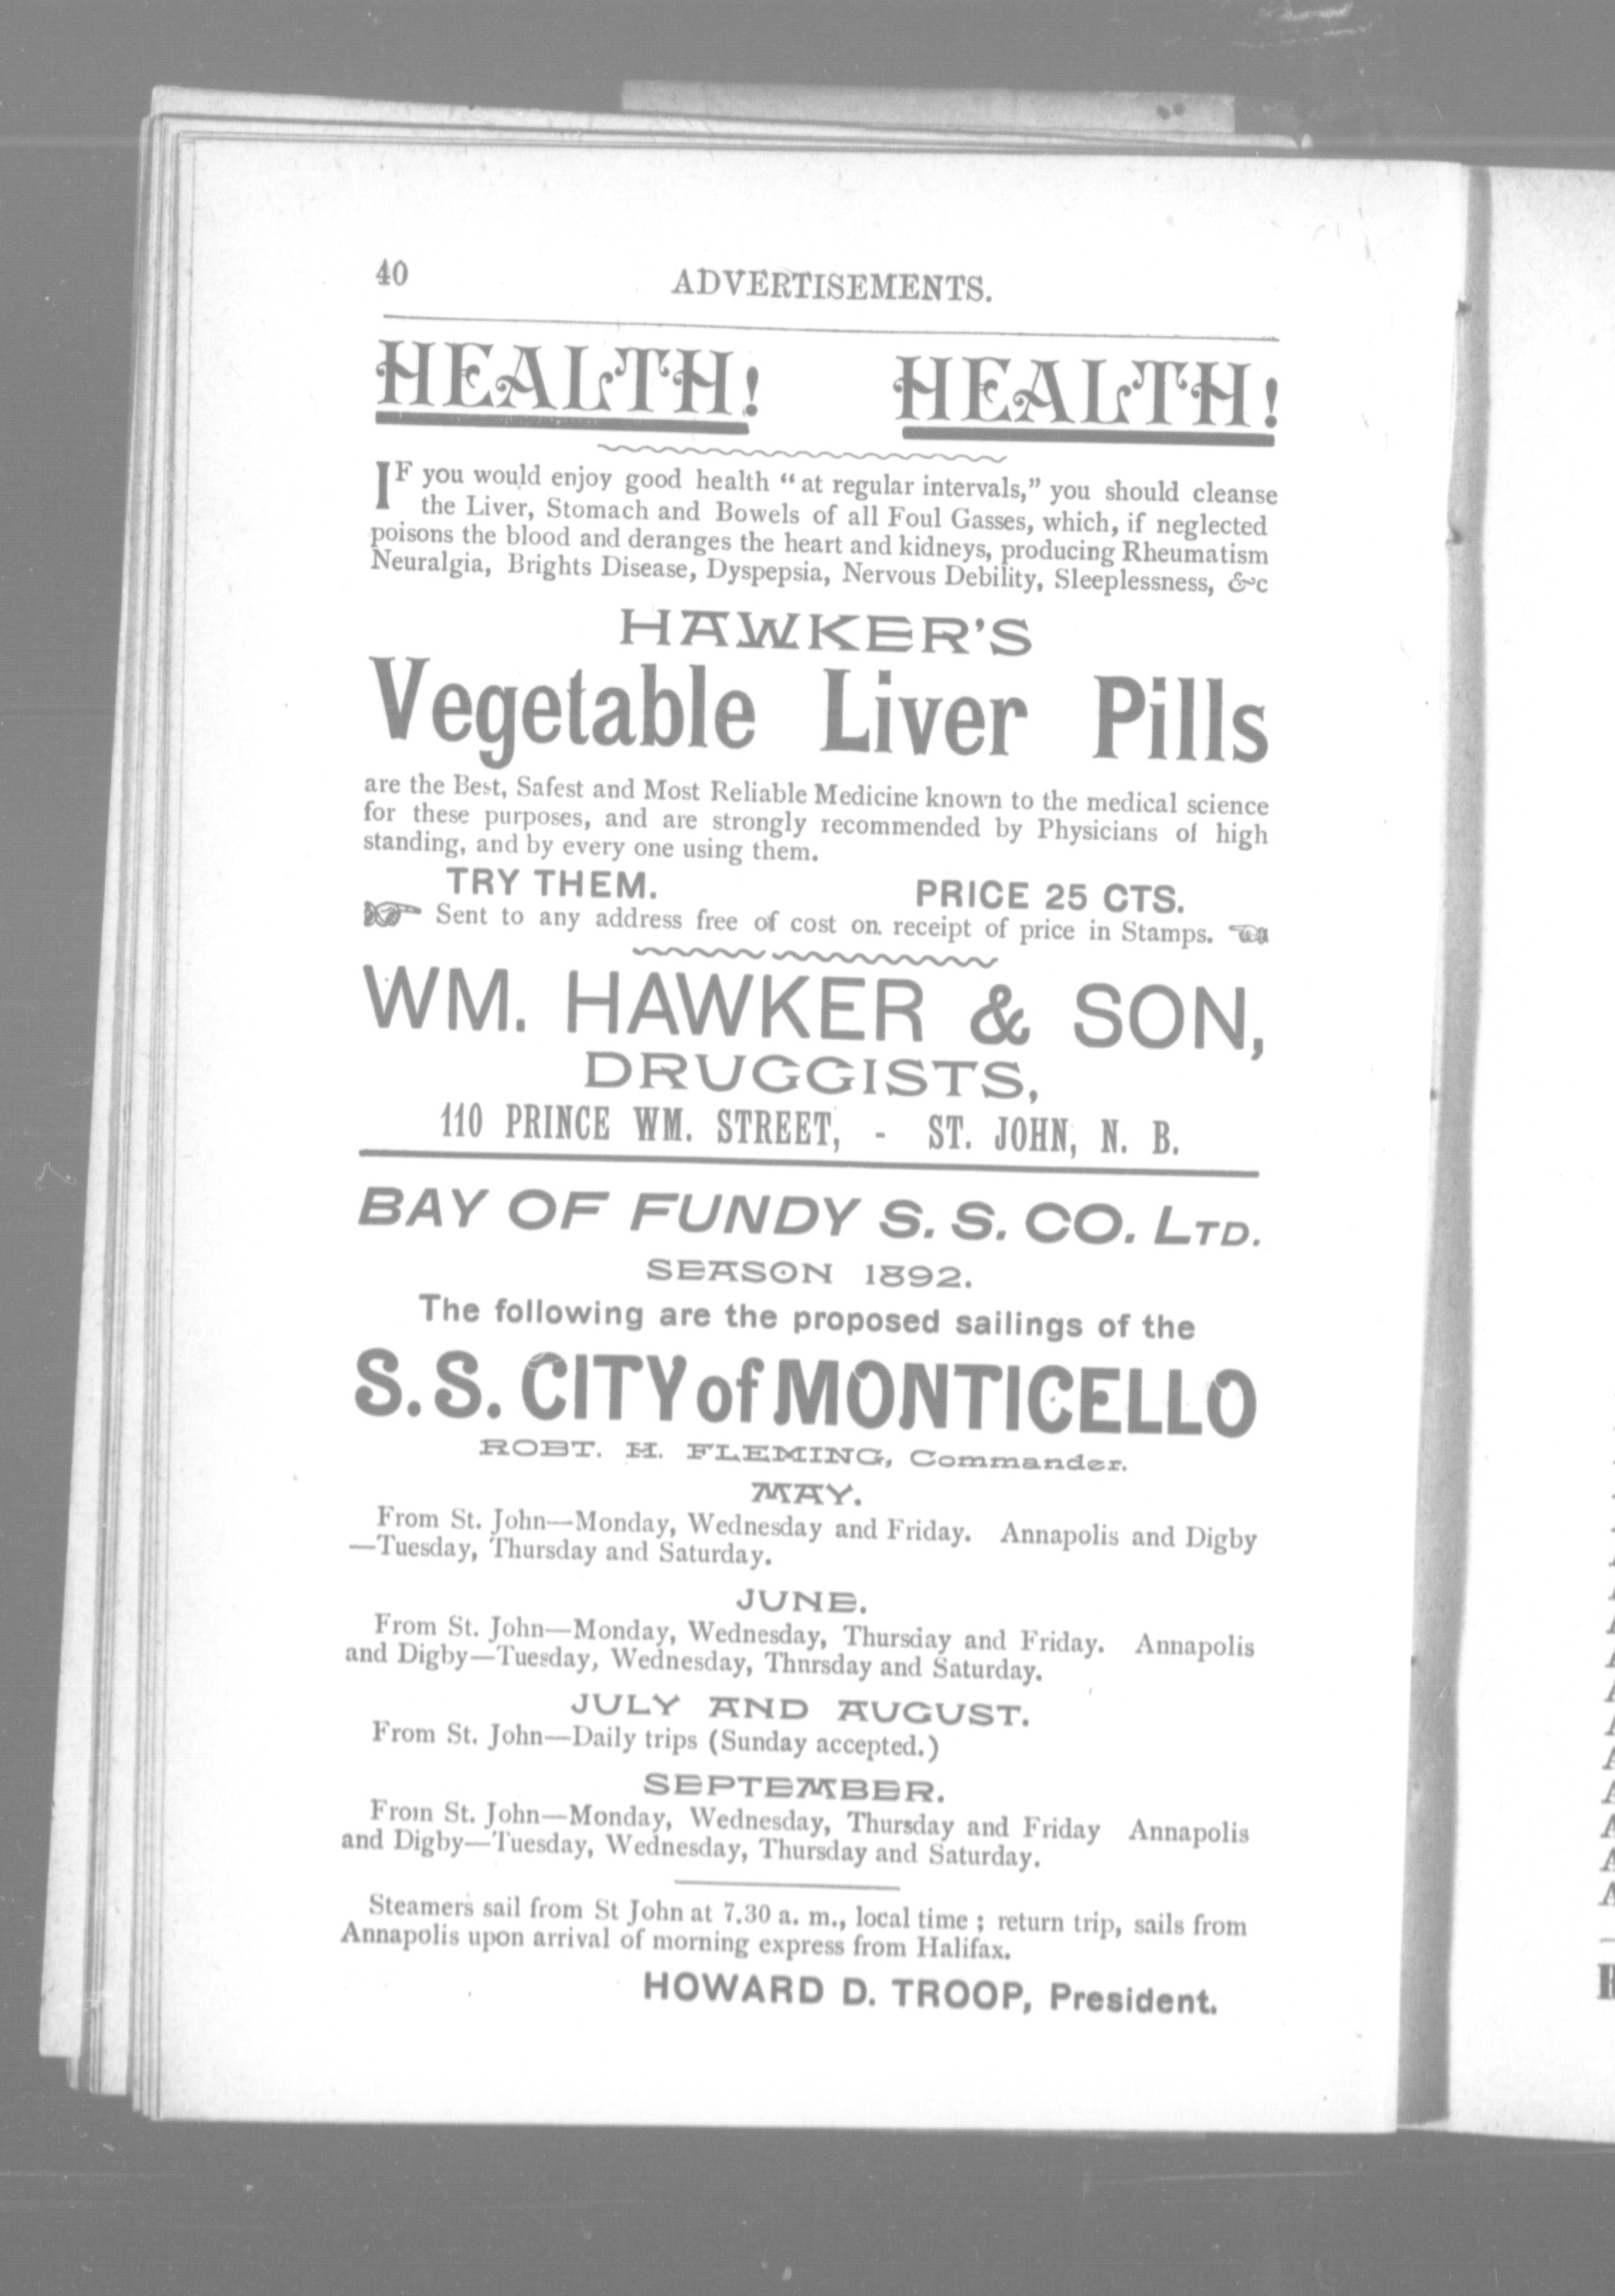 40 ADVERTISEMENTS.
HEALTH! HEALTH!
IF you would enjoy good health "at regular intervals," you should cleanse
the Liver, Stomach and Bowels of all Foul Gasses, which, if neglected
poisons the blood and deranges the heart and kidneys, producing Rheumatism
Neuralgia, Brights Disease, Dyspepsia, Nervous Debility, Sleeplessness, &c
HAWKER'S
Vegetable Liver Pills
are the Best, Safest and Most Reliable Medicine known to the medical science
for these purposes, and are strongly recommended by Physicians of high
standing, and by every one using them.
TRY THEM. PRICE 25 CTS.
☞ Sent to any address free of cost on receipt of price in Stamps. ☜
WM. HAWKER & SON,
DRUGGISTS,
110 PRINCE WM. STREET, - ST. JOHN, N. B.
BAY OF FUNDY S. S. CO. LTD.
SEASON 1892.
The following are the proposed sailings of the
S. S. CITY of MONTICELLO
ROBT. H. FLEMING, Commander.
MAY.
From St. John—Monday, Wednesday and Friday. Annapolis and Digby
—Tuesday, Thursday and Saturday.
JUNE.
From St. John—Monday, Wednesday, Thursday and Friday. Annapolis
and Digby—Tuesday, Wednesday, Thnrsday and Saturday.
JULY AND AUGUST.
From St. John—Daily trips (Sunday accepted.)
SEPTEMBER.
From St. John—Monday, Wednesday, Thursday and Friday Annapolis
and Digby—Tuesday, Wednesday, Thursday and Saturday.
Steamers sail from St John at 7.30 a. m., local time ; return trip, sails from
Annapolis upon arrival of morning express from Halifax.
HOWARD D. TROOP, President.